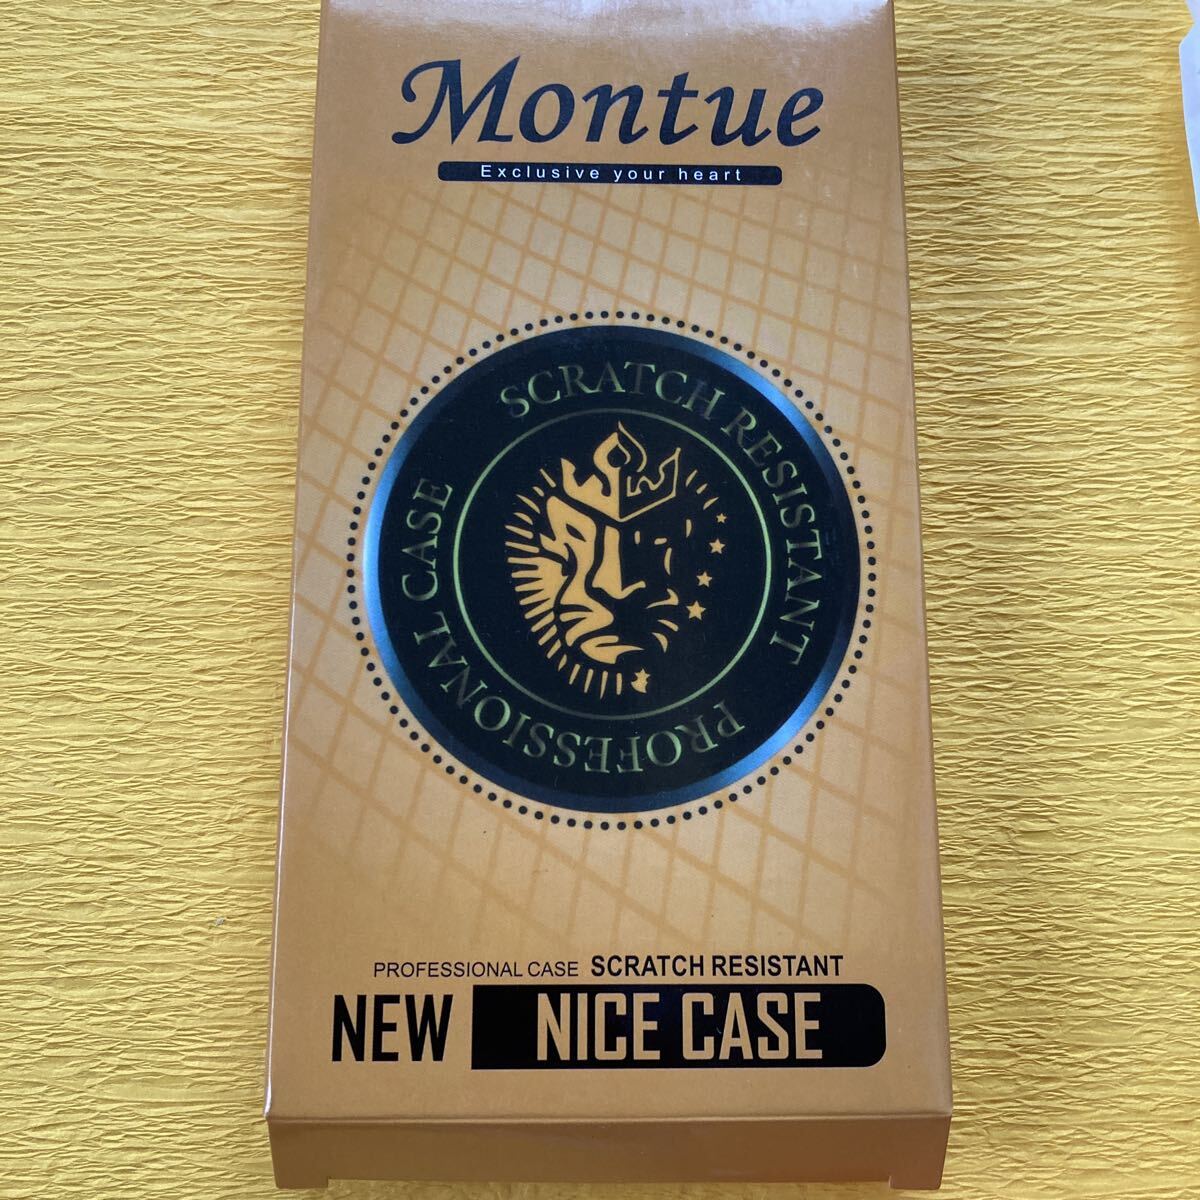 Montue
Exclusive your heart
SCRATCH RESISTANT
PROFESSIONAL CASE
PROFESSIONAL CASE SCRATCH RESISTANT
NEW NICE CASE